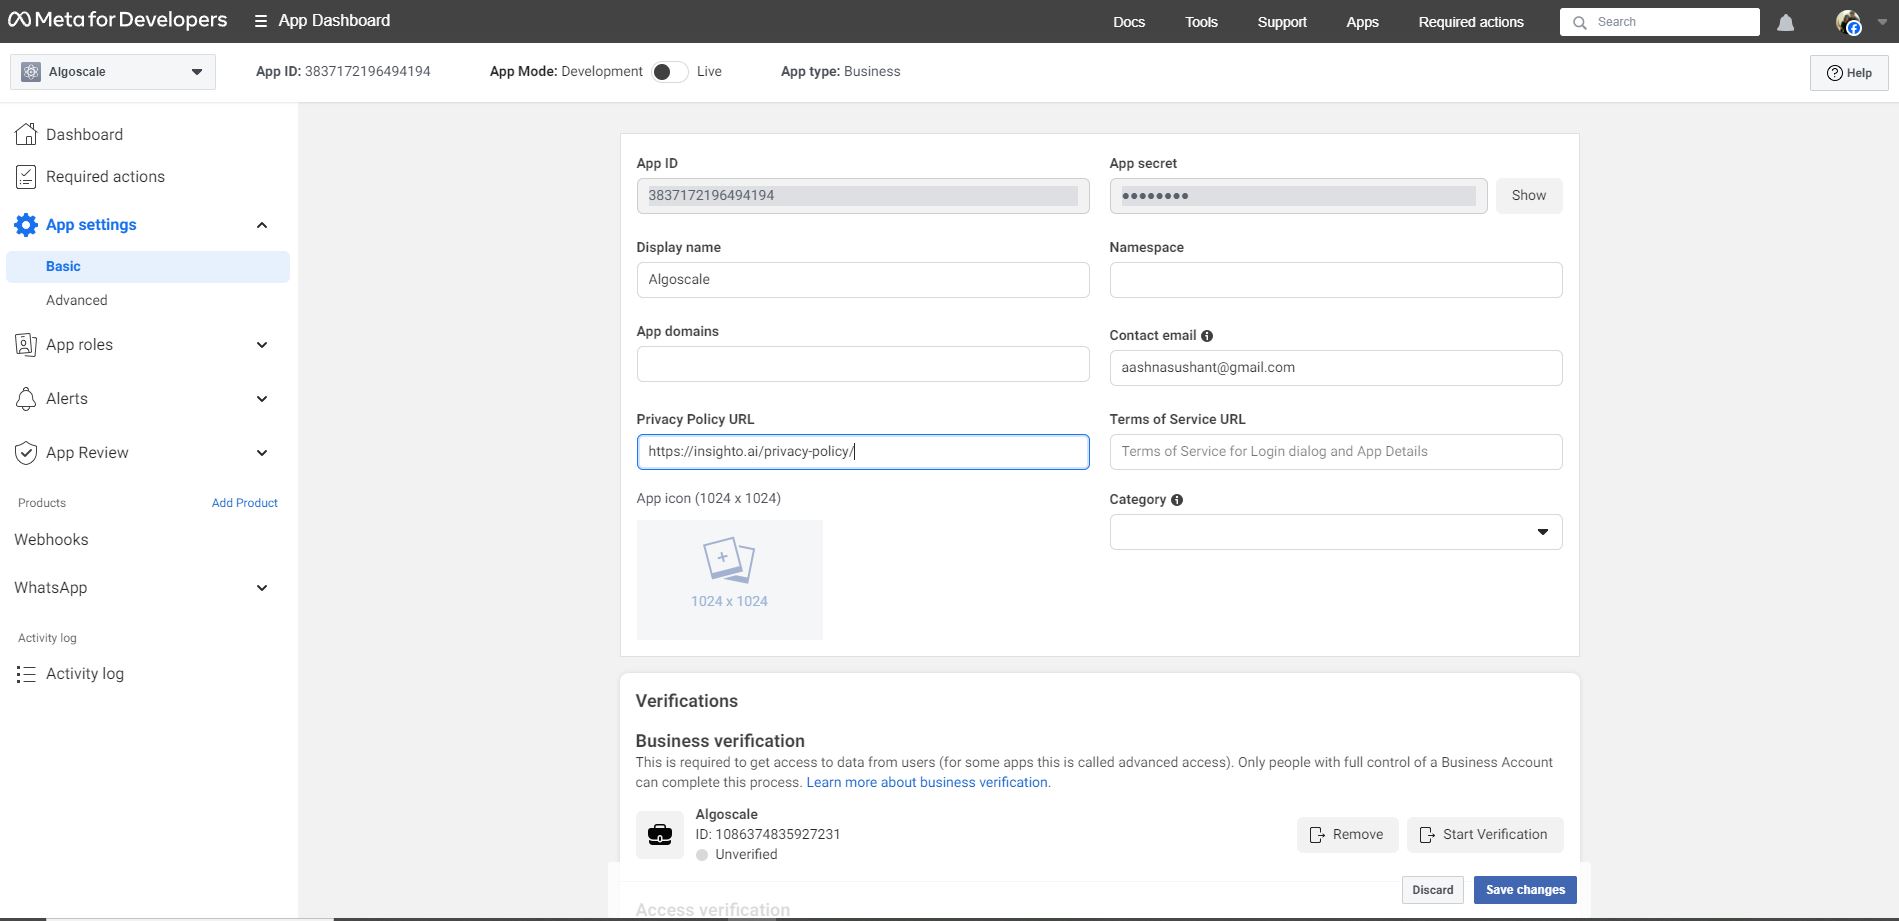 Meta for Developers
App Dashboard
Docs
Tools
Support
Apps
Required actions
Search
Algoscale
App ID: 3837172196494194
App Mode: Development
Live
App type: Business
Help
Dashboard
Required actions
App settings
Basic
Advanced
App roles
Alerts
App Review
Products
Add Product
Webhooks
WhatsApp
Activity log
Activity log
App ID
3837172196494194
App secret
••••••••
Show
Display name
Algoscale
Namespace
App domains
Contact email
aashnasushant@gmail.com
Privacy Policy URL
https://insighto.ai/privacy-policy/
Terms of Service URL
Terms of Service for Login dialog and App Details
App icon (1024 x 1024)
1024 x 1024
Category
Verifications
Business verification
This is required to get access to data from users (for some apps this is called advanced access). Only people with full control of a Business Account
can complete this process. Learn more about business verification.
Algoscale
ID: 1086374835927231
Unverified
Remove
Start Verification
Discard
Save changes
Access verification